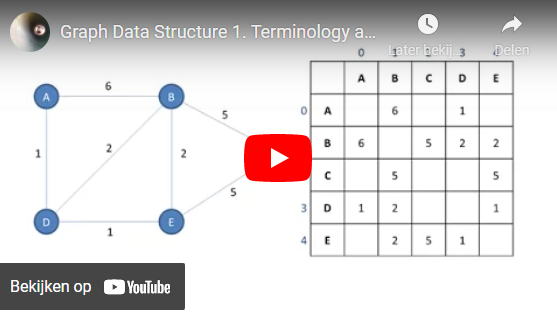 Graph Data Structure 1. Terminology a...
Later bekij... Delen
0 1 2 3 4
A B C D E
0 A 6 1
B 6 5 2 2
C 5 5
3 D 1 2 1
4 E 2 5 1
6
A B
5
1 2 2
5
D E
1
Bekijken op YouTube